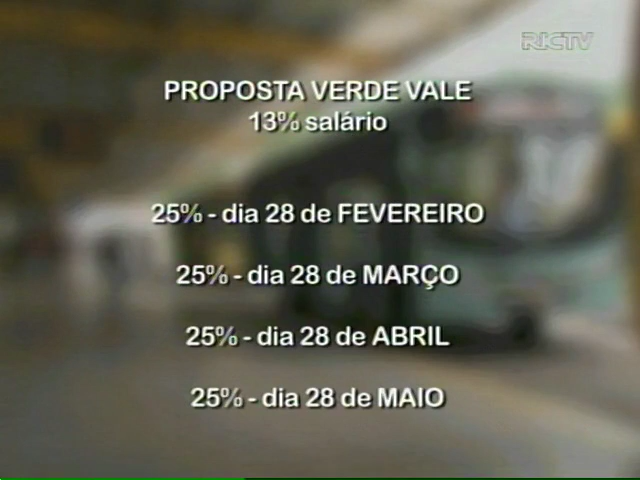 RICTV
PROPOSTA VERDE VALE
13% salário
25% - dia 28 de FEVEREIRO
25% - dia 28 de MARÇO
25% - dia 28 de ABRIL
25% - dia 28 de MAIO